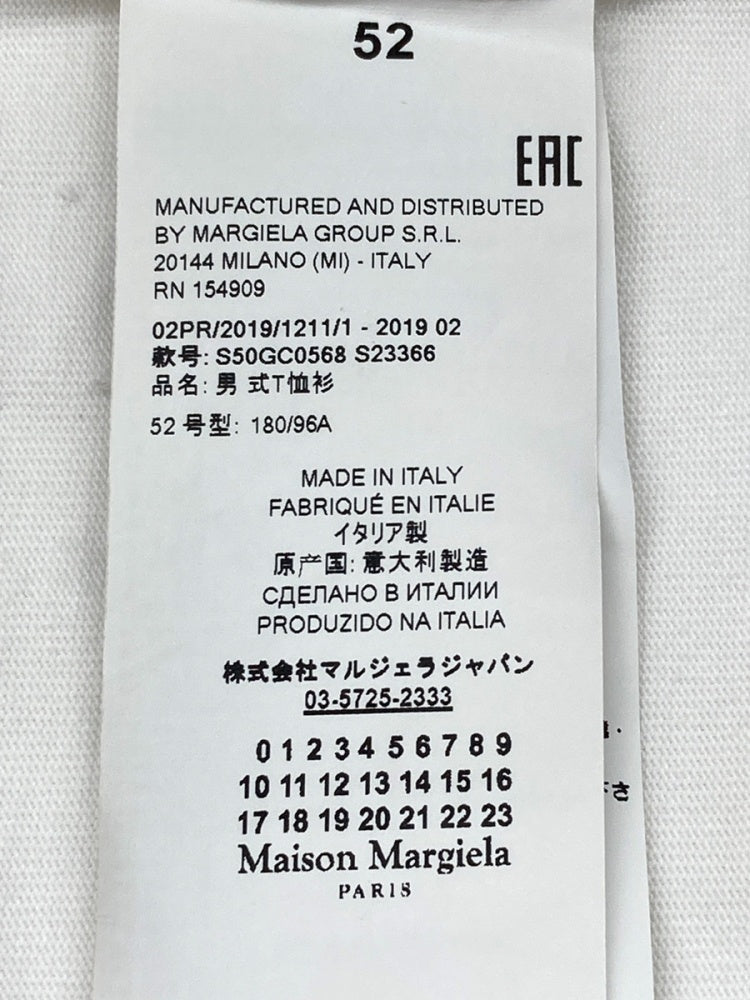 52
EAC
MANUFACTURED AND DISTRIBUTED
BY MARGIELA GROUP S.R.L.
20144 MILANO (MI) - ITALY
RN 154909
02PR/2019/1211/1 - 2019 02
款号: S50GC0568 S23366
品名: 男 式T恤衫
52 号型: 180/96A
MADE IN ITALY
FABRIQUÉ EN ITALIE
イタリア製
原产国: 意大利製造
СДЕЛАНО В ИТАЛИИ
PRODUZIDO NA ITALIA
株式会社マルジェラジャパン
03-5725-2333
0 1 2 3 4 5 6 7 8 9
10 11 12 13 14 15 16
17 18 19 20 21 22 23
Maison Margiela
PARIS